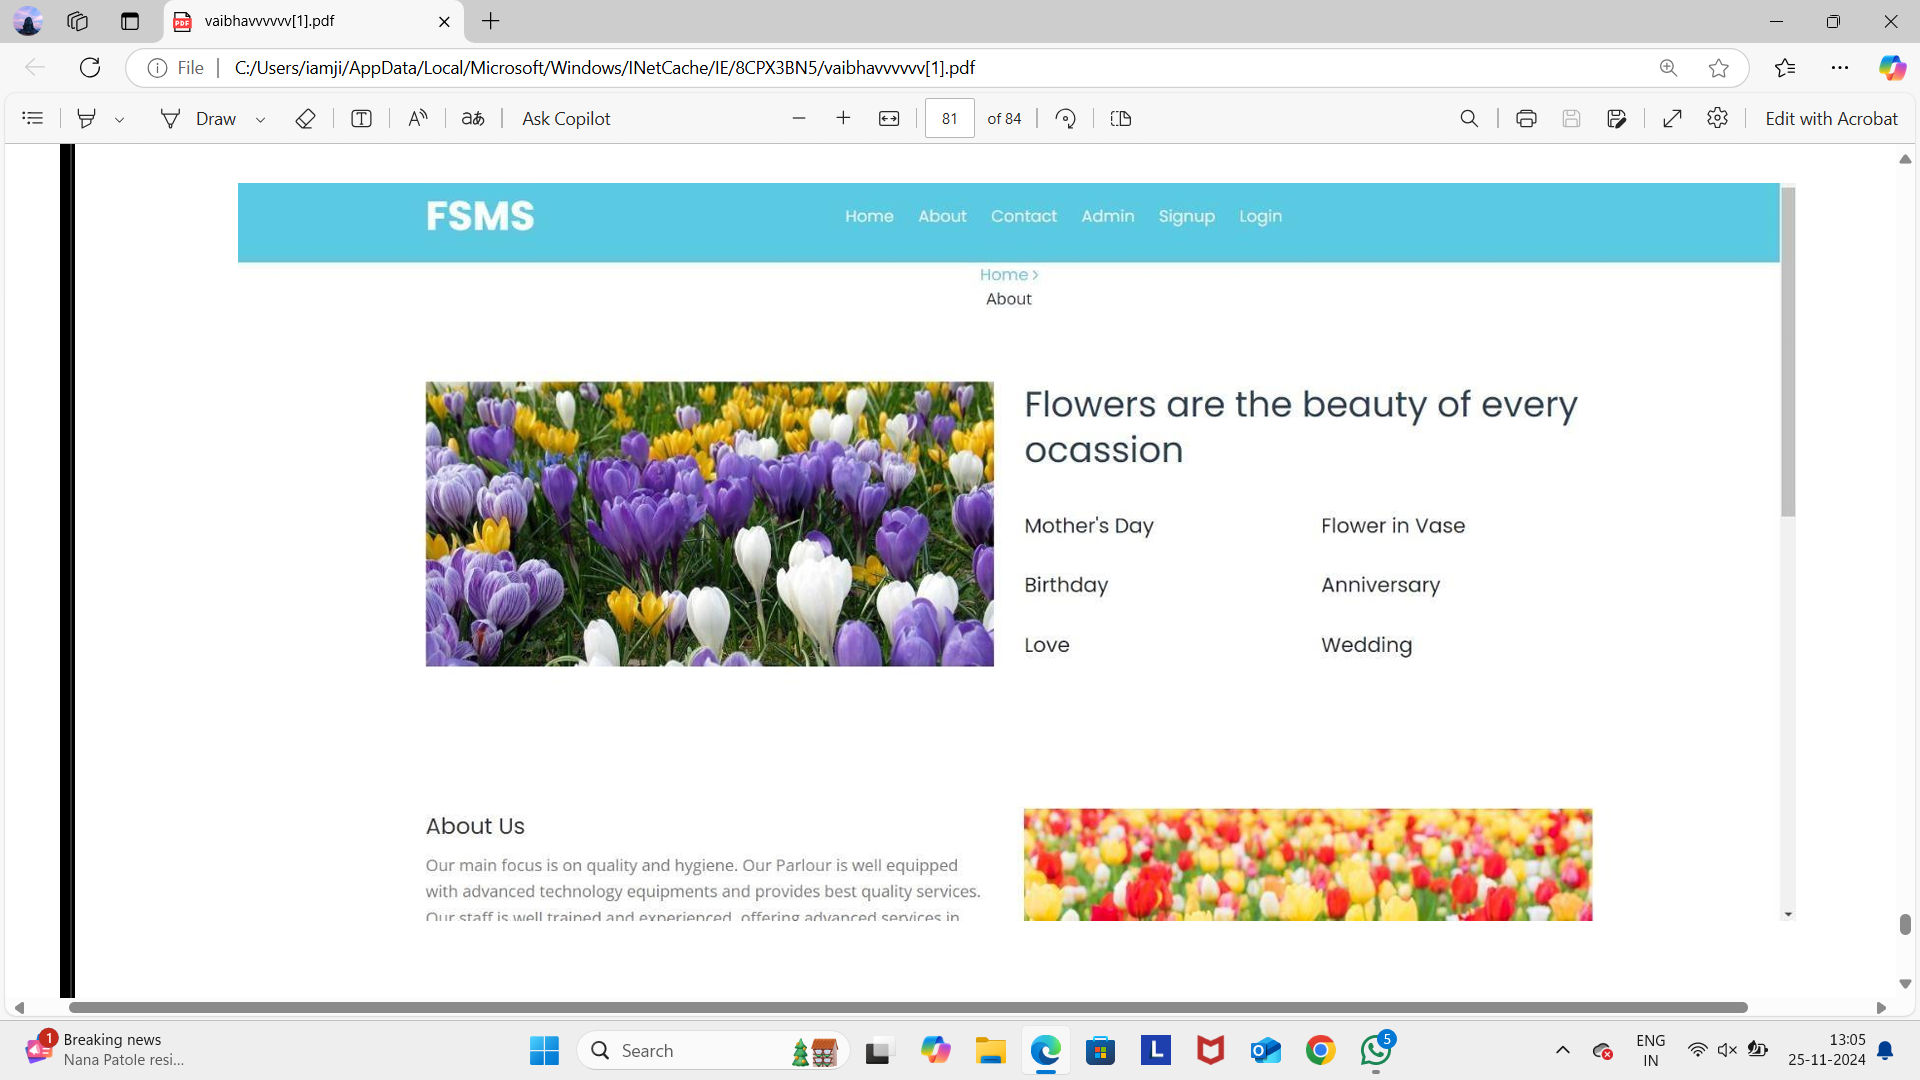 vaibhavvvvvv[1].pdf
File
C:/Users/iamji/AppData/Local/Microsoft/Windows/INetCache/IE/8CPX3BN5/vaibhavvvvvv[1].pdf
Draw
Ask Copilot
81 of 84
Edit with Acrobat
FSMS
Home About Contact Admin Signup Login
Home >
About
Flowers are the beauty of every
ocassion
Mother's Day Flower in Vase
Birthday Anniversary
Love Wedding
About Us
Our main focus is on quality and hygiene. Our Parlour is well equipped
with advanced technology equipments and provides best quality services.
Our staff is well trained and experienced, offering advanced services in
1
Breaking news
Nana Patole resi...
Search
5
ENG
IN
13:05
25-11-2024